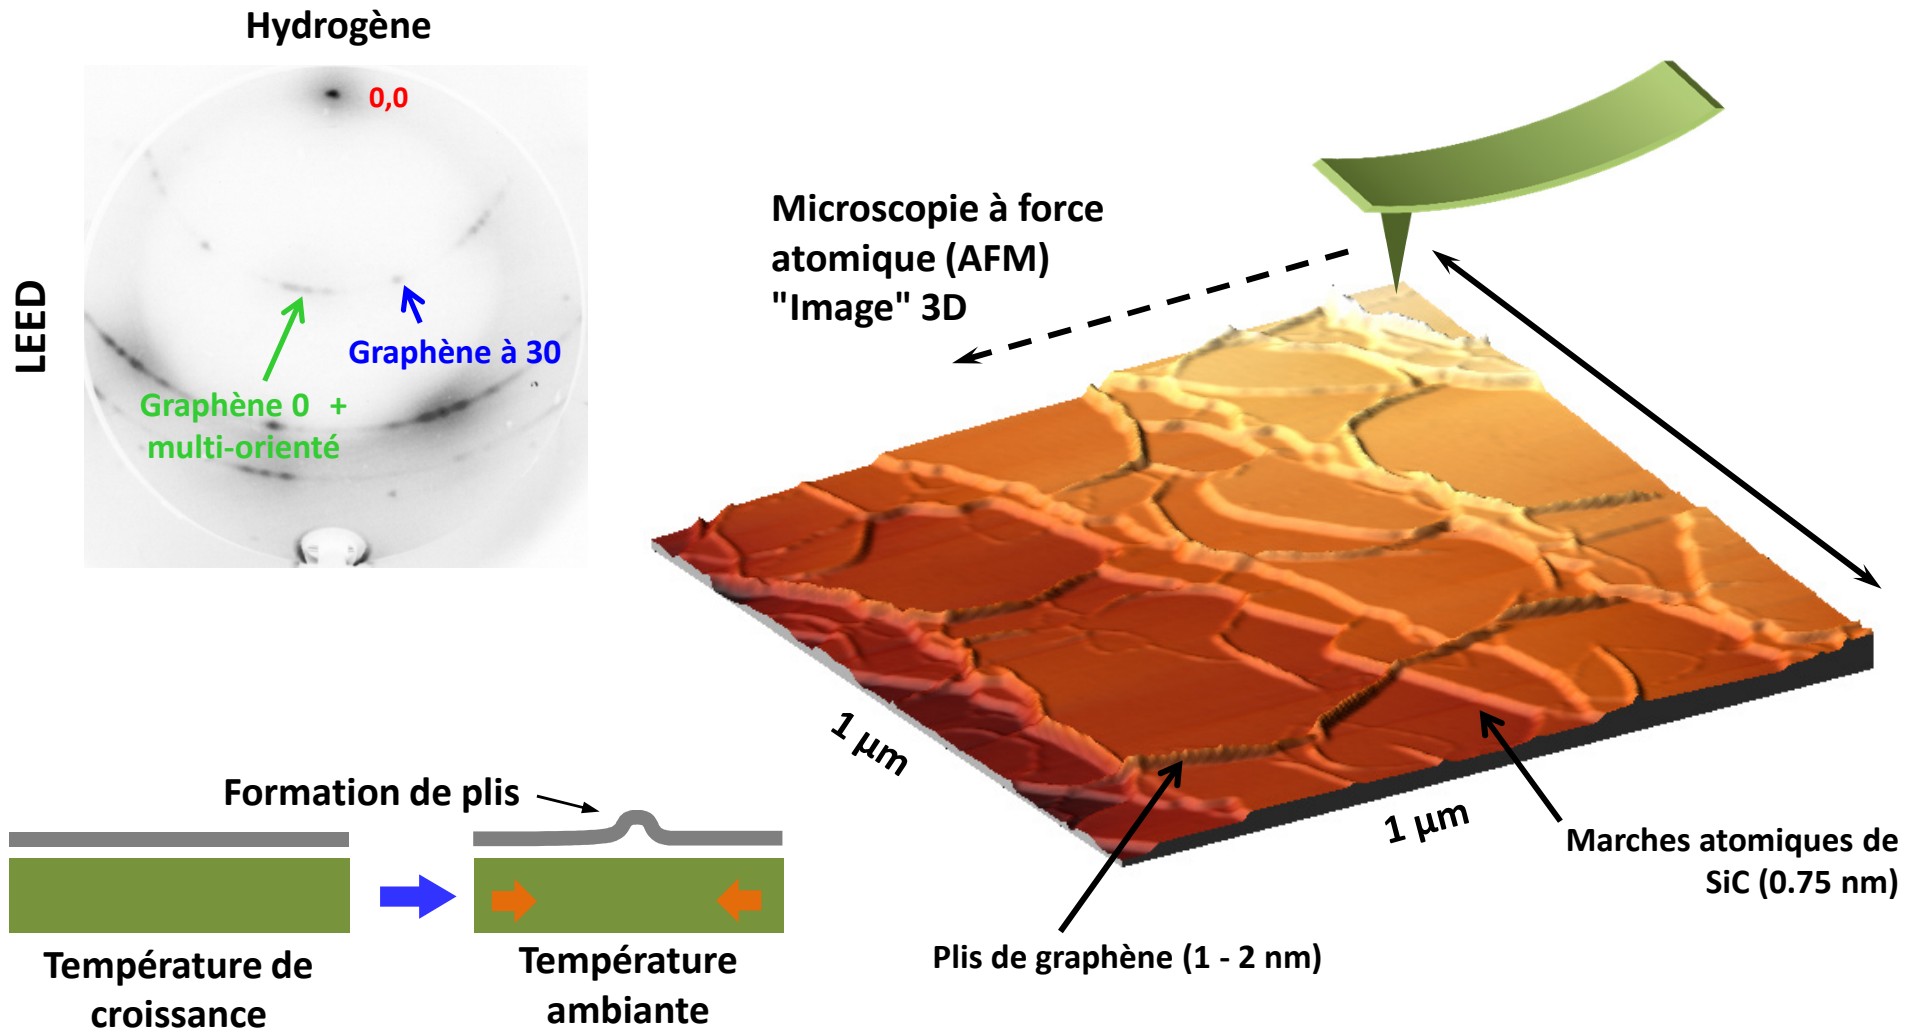 Hydrogène
0,0
LEED
Graphène à 30
Graphène 0 +
multi-orienté
Microscopie à force
atomique (AFM)
"Image" 3D
1 µm
1 µm
Marches atomiques de
SiC (0.75 nm)
Plis de graphène (1 - 2 nm)
Formation de plis
Température de
croissance
Température
ambiante